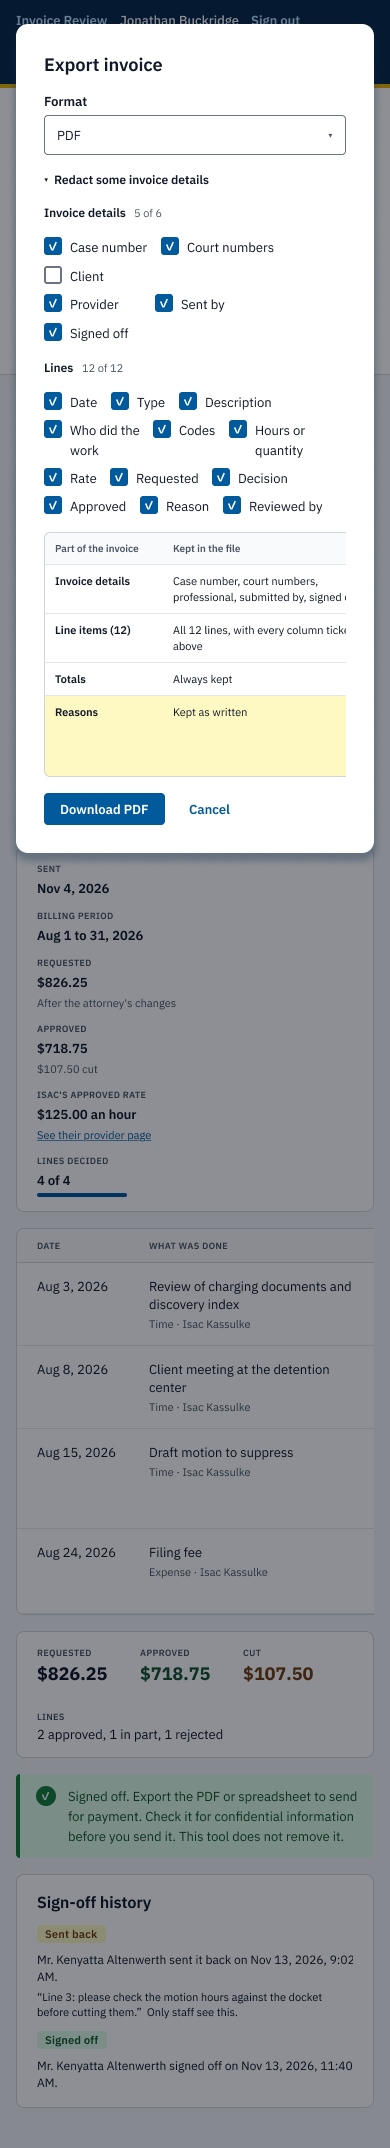 Invoice Review Jonathan Buckridge Sign out
Export invoice
Format
PDF
Redact some invoice details
Invoice details 5 of 6
Case number Court numbers
Client
Provider Sent by
Signed off
Lines 12 of 12
Date Type Description
Who did the work Codes Hours or quantity
Rate Requested Decision
Approved Reason Reviewed by
Part of the invoice Kept in the file
Invoice details Case number, court numbers,
professional, submitted by, signed
Line items (12) All 12 lines, with every column
above
Totals Always kept
Reasons Kept as written
Download PDF Cancel
SENT
Nov 4, 2026
BILLING PERIOD
Aug 1 to 31, 2026
REQUESTED
$826.25
After the attorney's changes
APPROVED
$718.75
$107.50 cut
ISAC'S APPROVED RATE
$125.00 an hour
See their provider page
LINES DECIDED
4 of 4
DATE WHAT WAS DONE
Aug 3, 2026 Review of charging documents and
discovery index
Time · Isac Kassulke
Aug 8, 2026 Client meeting at the detention
center
Time · Isac Kassulke
Aug 15, 2026 Draft motion to suppress
Time · Isac Kassulke
Aug 24, 2026 Filing fee
Expense · Isac Kassulke
REQUESTED APPROVED CUT
$826.25 $718.75 $107.50
LINES
2 approved, 1 in part, 1 rejected
Signed off. Export the PDF or spreadsheet to send
for payment. Check it for confidential information
before you send it. This tool does not remove it.
Sign-off history
Sent back
Mr. Kenyatta Altenwerth sent it back on Nov 13, 2026, 9:02
AM.
“Line 3: please check the motion hours against the docket
before cutting them.” Only staff see this.
Signed off
Mr. Kenyatta Altenwerth signed off on Nov 13, 2026, 11:40
AM.